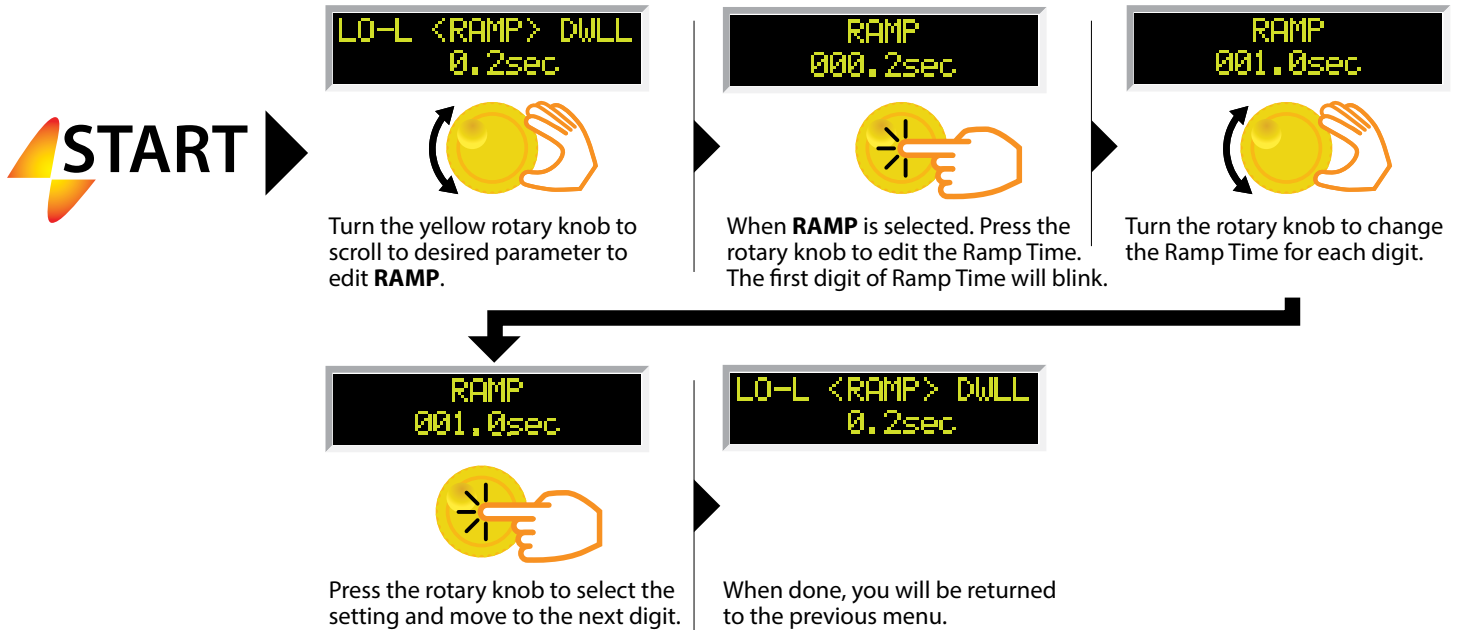 START
LO-L <RAMP> DWLL
0.2sec
Turn the yellow rotary knob to
scroll to desired parameter to
edit RAMP.
RAMP
000.2sec
When RAMP is selected. Press the
rotary knob to edit the Ramp Time.
The first digit of Ramp Time will blink.
RAMP
001.0sec
Turn the rotary knob to change
the Ramp Time for each digit.
RAMP
001.0sec
Press the rotary knob to select the
setting and move to the next digit.
LO-L <RAMP> DWLL
0.2sec
When done, you will be returned
to the previous menu.